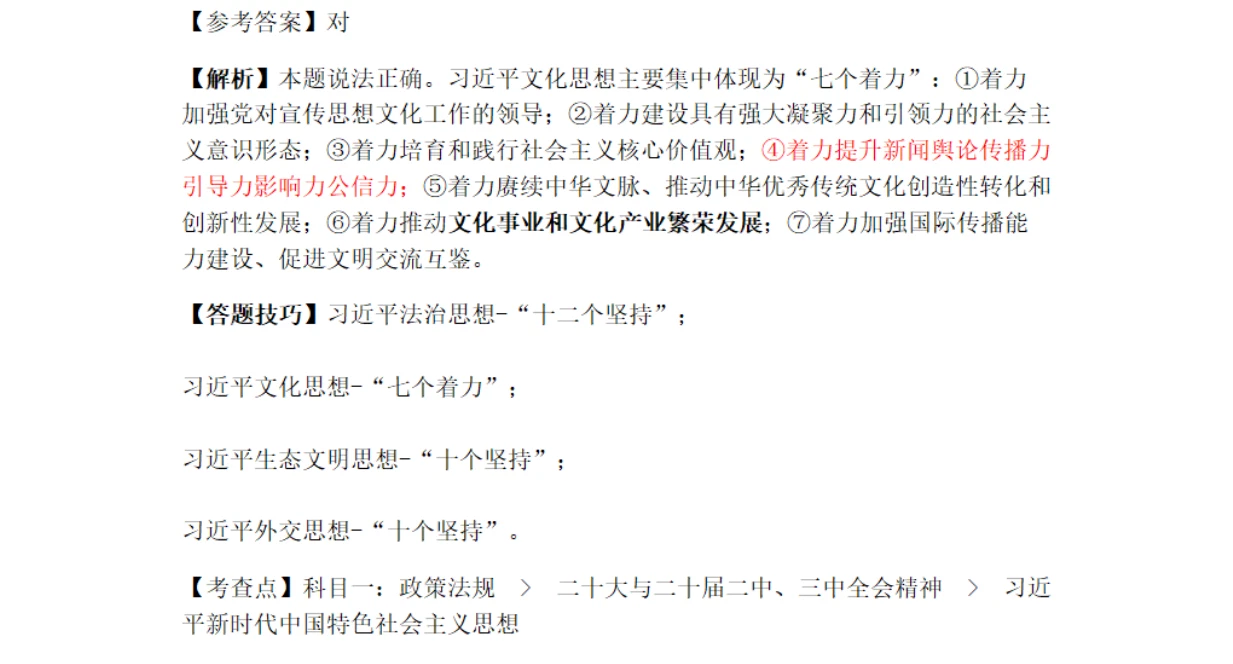 【参考答案】对
【解析】本题说法正确。习近平文化思想主要集中体现为“七个着力”：①着力
加强党对宣传思想文化工作的领导；②着力建设具有强大凝聚力和引领力的社会主
义意识形态；③着力培育和践行社会主义核心价值观；④着力提升新闻舆论传播力
引导力影响力公信力；⑤着力赓续中华文脉、推动中华优秀传统文化创造性转化和
创新性发展；⑥着力推动文化事业和文化产业繁荣发展；⑦着力加强国际传播能
力建设、促进文明交流互鉴。
【答题技巧】习近平法治思想-“十二个坚持”；
习近平文化思想-“七个着力”；
习近平生态文明思想-“十个坚持”；
习近平外交思想-“十个坚持”。
【考查点】科目一：政策法规 > 二十大与二十届二中、三中全会精神 > 习近
平新时代中国特色社会主义思想